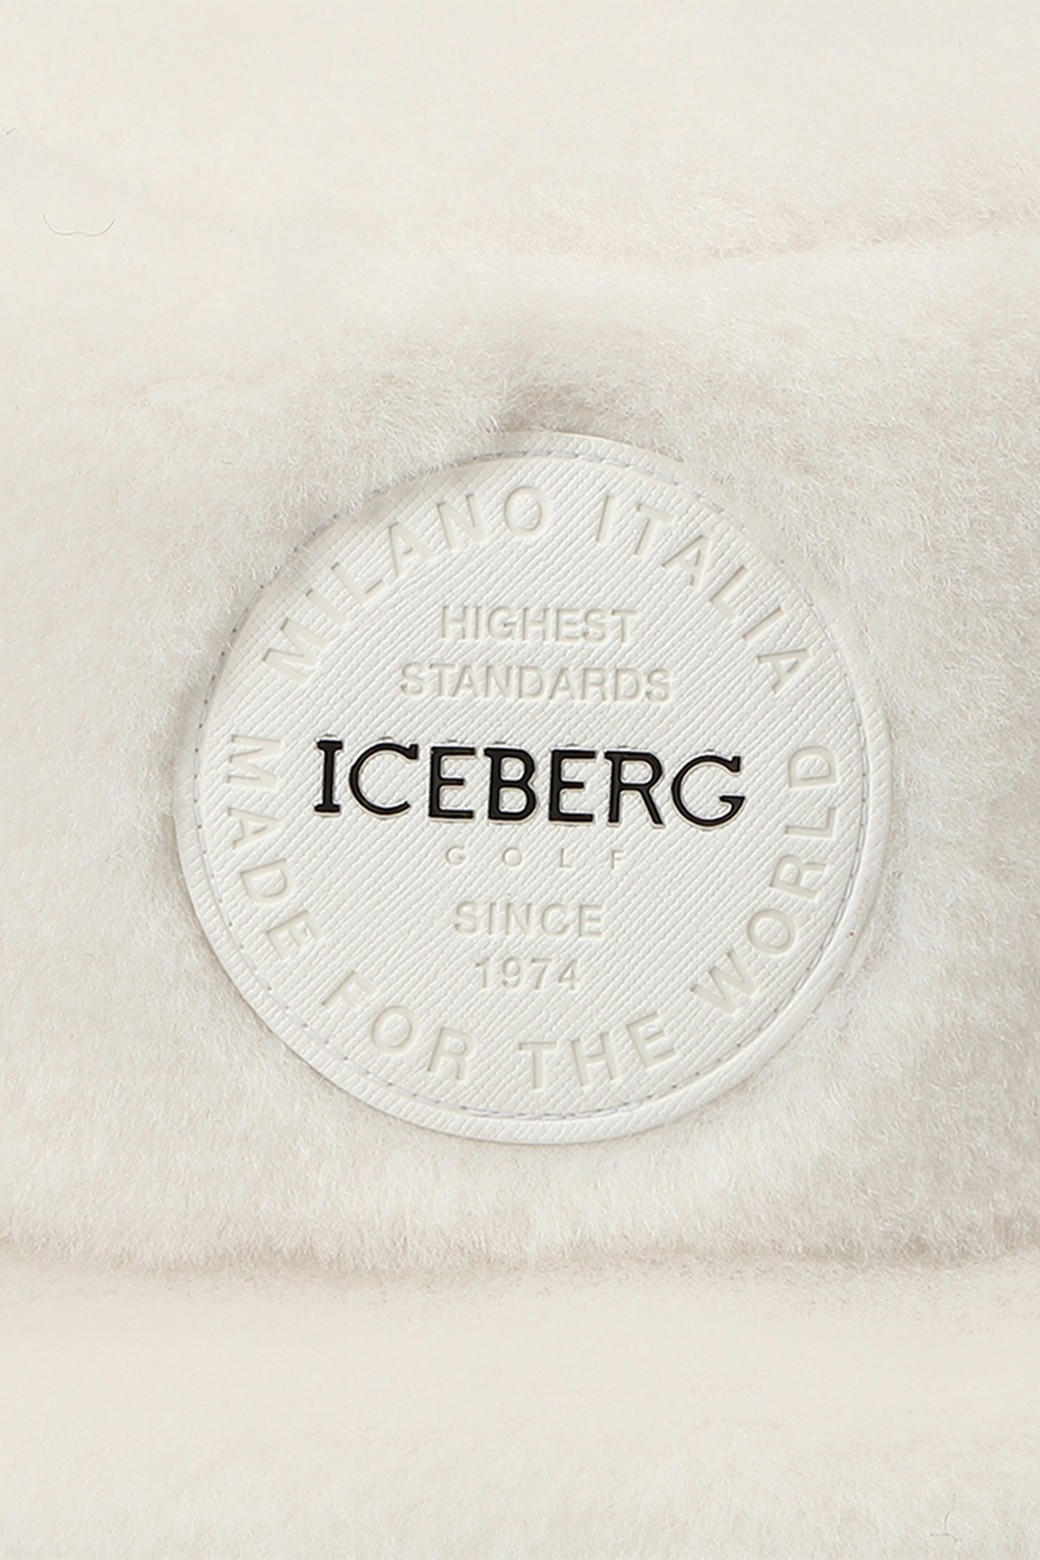 MILANO ITALIA
HIGHEST
STANDARDS
ICEBERG
GOLF
SINCE
1974
MADE FOR THE WORLD